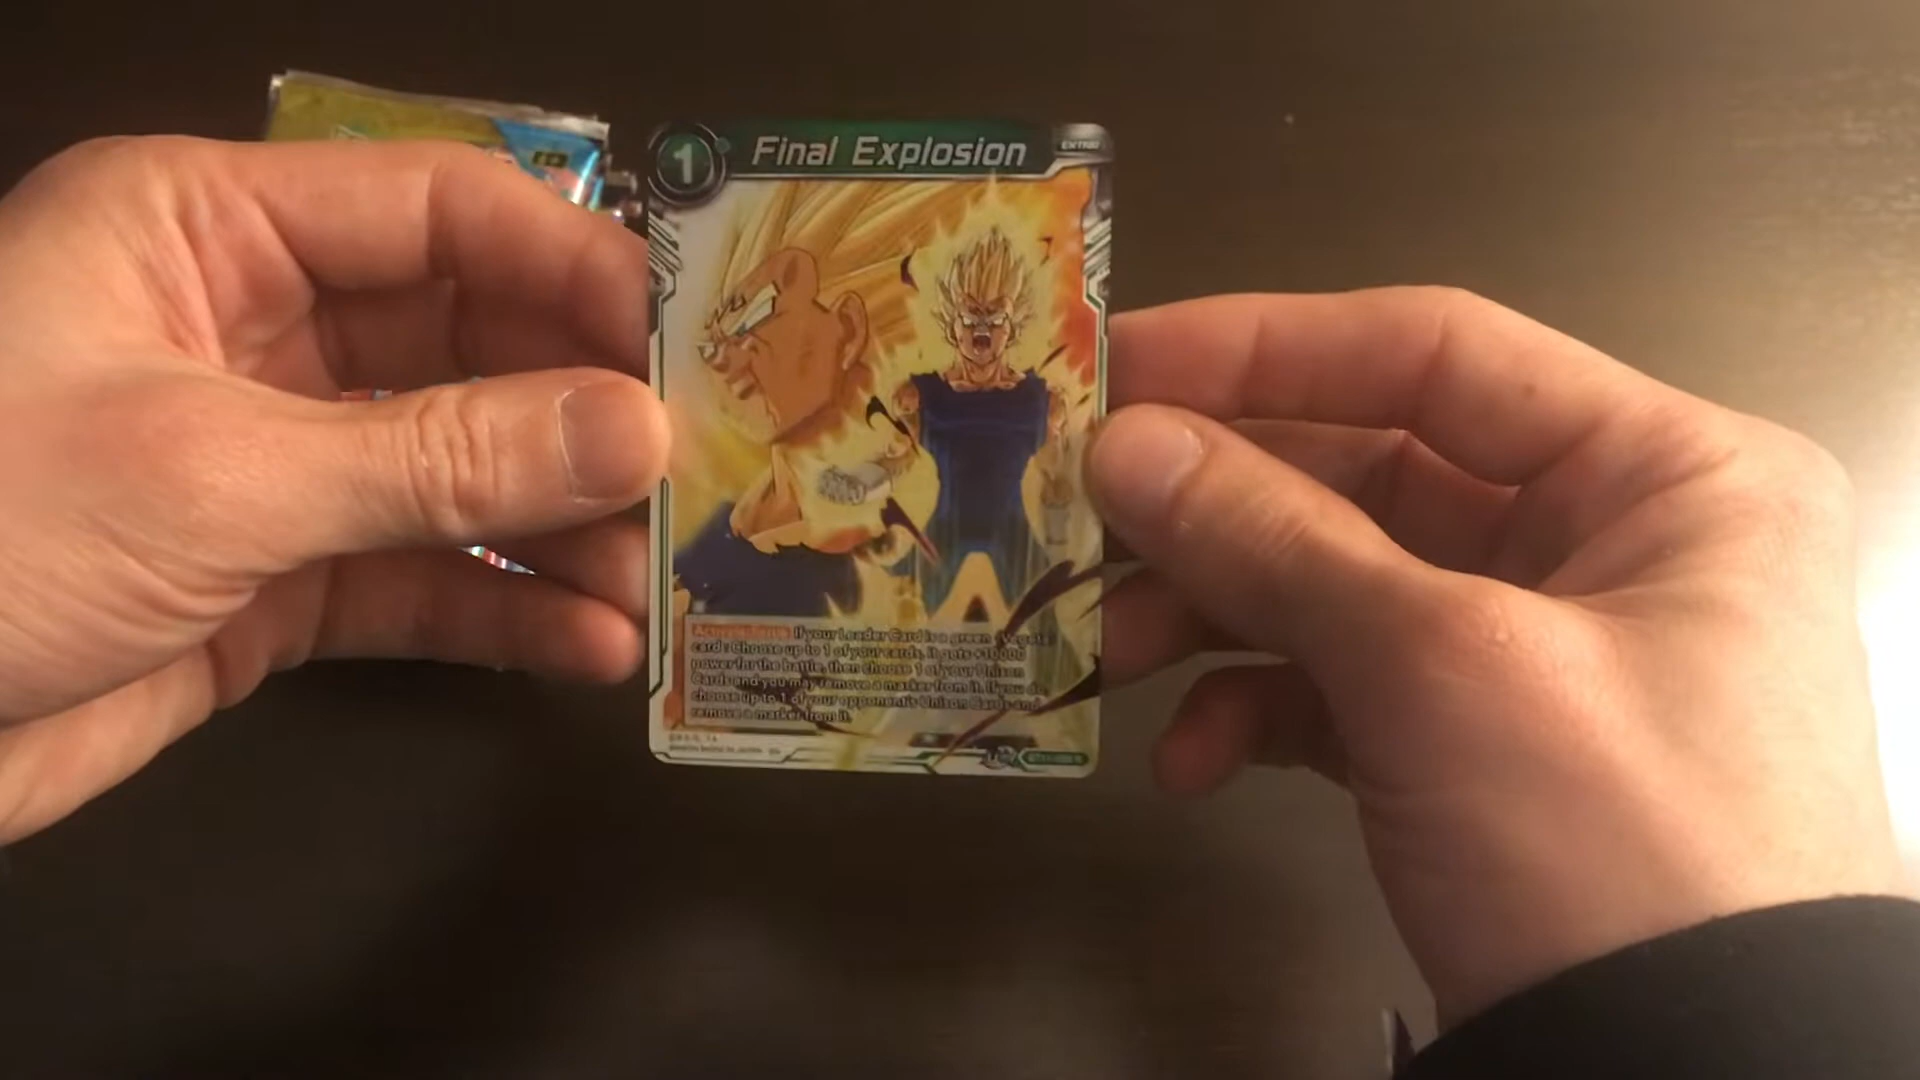 1 Final Explosion EXTRA
Activate: Battle If your Leader Card is a green ‹Vegeta›
card : Choose up to 1 of your cards, it gets +10000
power for the battle, then choose 1 of your Unison
Cards and you may remove a marker from it. If you do,
choose up to 1 of your opponent's Unison Cards and
remove a marker from it.